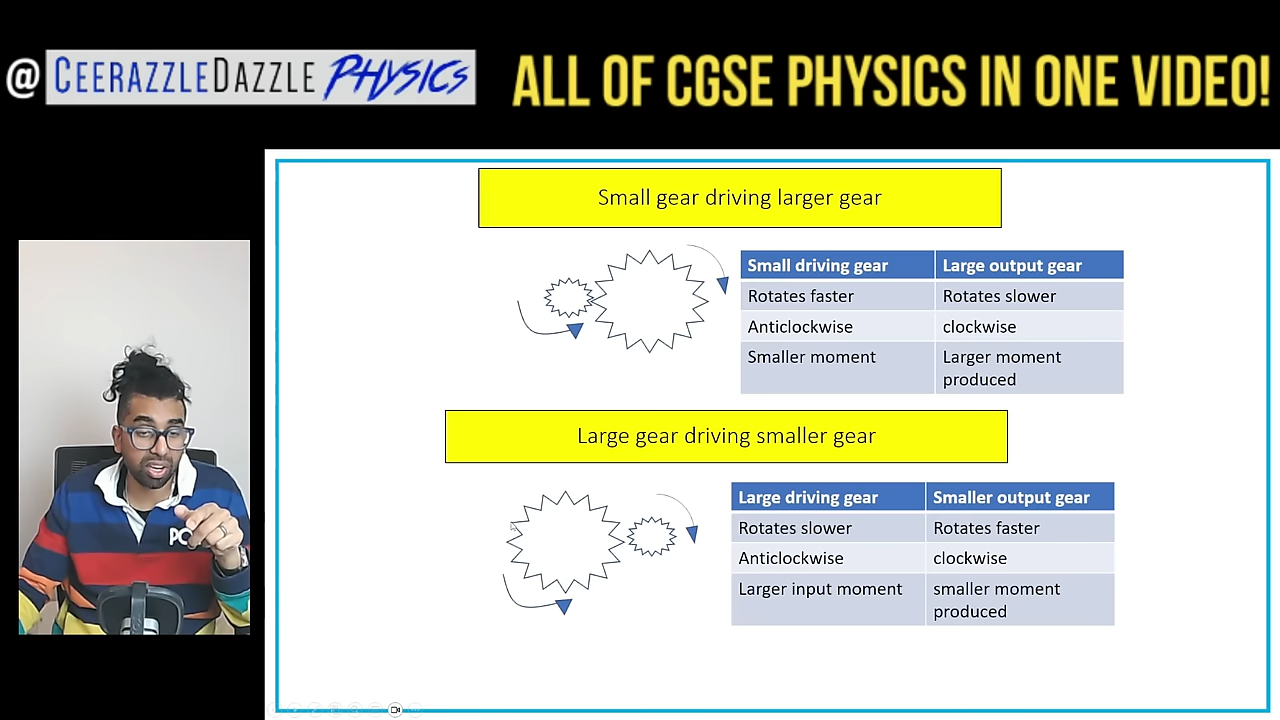 @ CEERAZZLEDAZZLE PHYSICS ALL OF CGSE PHYSICS IN ONE VIDEO!
Small gear driving larger gear
Small driving gear Large output gear
Rotates faster Rotates slower
Anticlockwise clockwise
Smaller moment Larger moment
produced
Large gear driving smaller gear
Large driving gear Smaller output gear
Rotates slower Rotates faster
Anticlockwise clockwise
Larger input moment smaller moment
produced